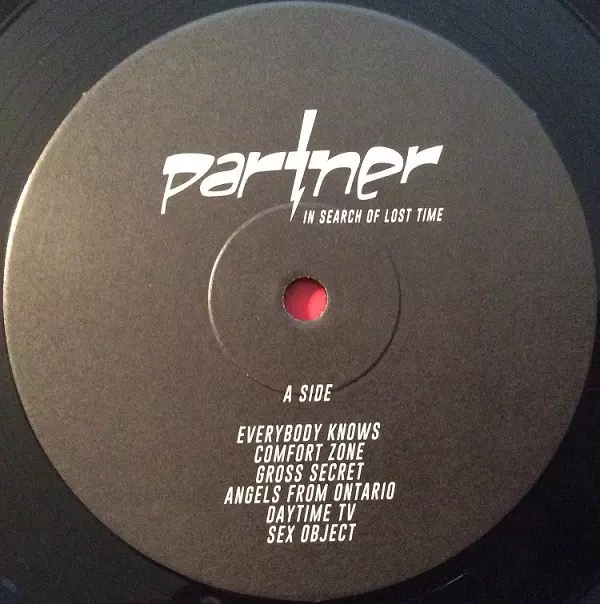 partner
IN SEARCH OF LOST TIME
A SIDE
EVERYBODY KNOWS
COMFORT ZONE
GROSS SECRET
ANGELS FROM ONTARIO
DAYTIME TV
SEX OBJECT